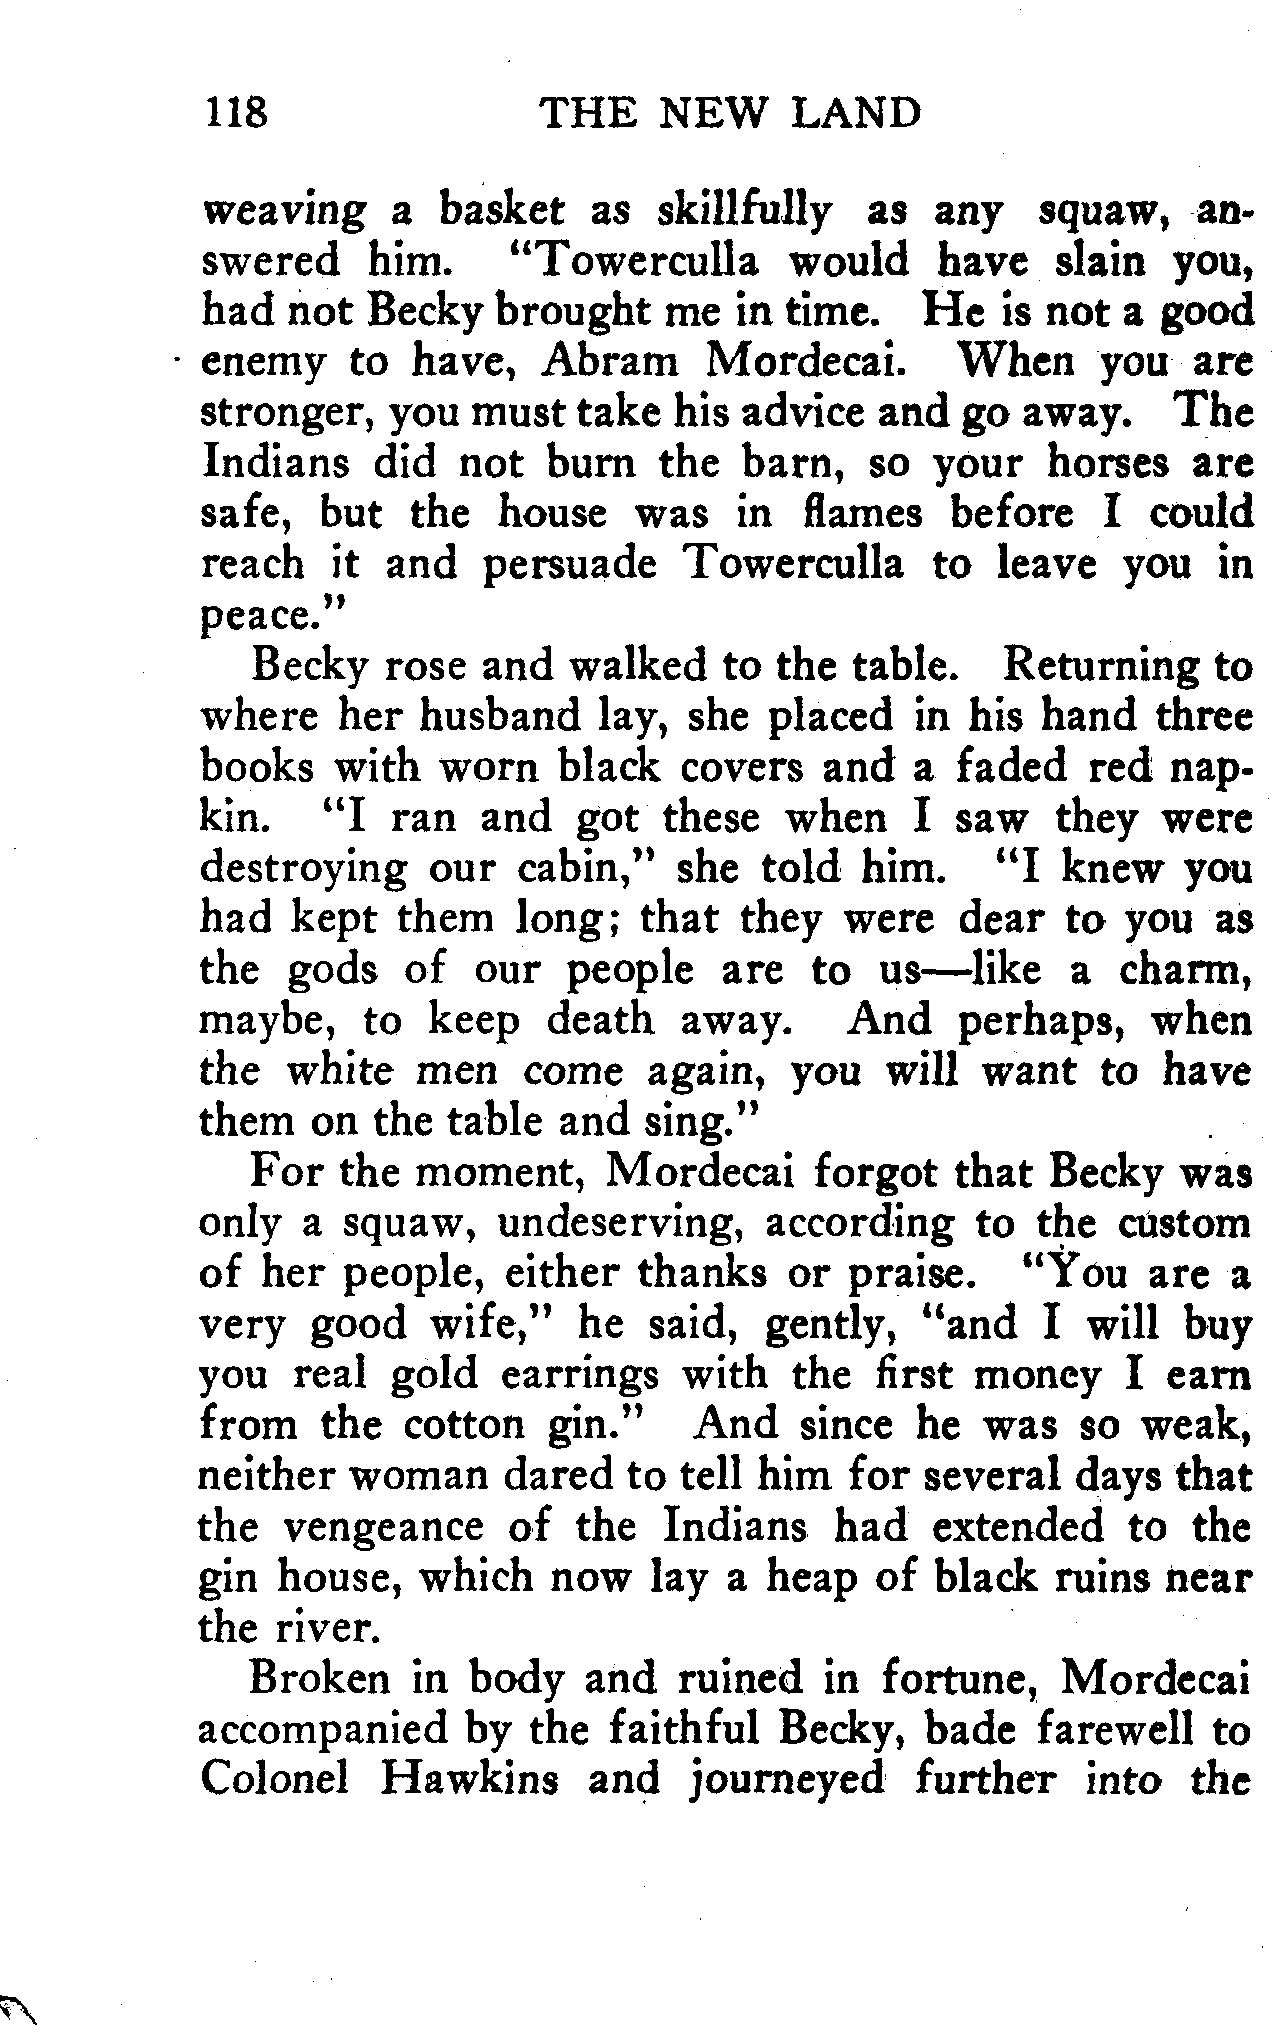 118 THE NEW LAND
weaving a basket as skillfully as any squaw, an-
swered him. "Towerculla would have slain you,
had not Becky brought me in time. He is not a good
enemy to have, Abram Mordecai. When you are
stronger, you must take his advice and go away. The
Indians did not burn the barn, so your horses are
safe, but the house was in flames before I could
reach it and persuade Towerculla to leave you in
peace."
Becky rose and walked to the table. Returning to
where her husband lay, she placed in his hand three
books with worn black covers and a faded red nap-
kin. "I ran and got these when I saw they were
destroying our cabin," she told him. "I knew you
had kept them long; that they were dear to you as
the gods of our people are to us—like a charm,
maybe, to keep death away. And perhaps, when
the white men come again, you will want to have
them on the table and sing."
For the moment, Mordecai forgot that Becky was
only a squaw, undeserving, according to the custom
of her people, either thanks or praise. "You are a
very good wife," he said, gently, "and I will buy
you real gold earrings with the first money I earn
from the cotton gin." And since he was so weak,
neither woman dared to tell him for several days that
the vengeance of the Indians had extended to the
gin house, which now lay a heap of black ruins near
the river.
Broken in body and ruined in fortune, Mordecai
accompanied by the faithful Becky, bade farewell to
Colonel Hawkins and journeyed further into the